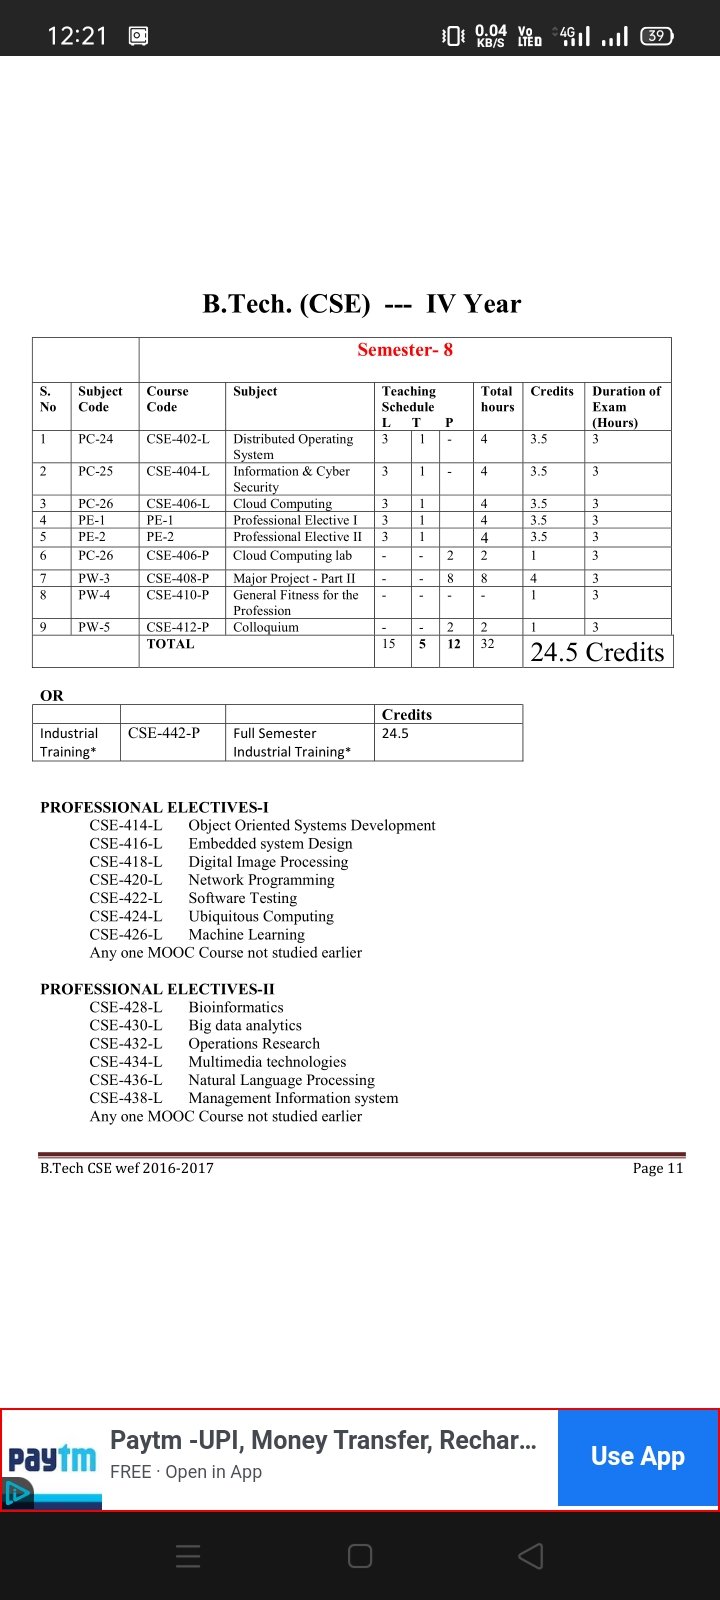 12:21 0.04 KB/S Vo LTED 4G 39
B.Tech. (CSE) --- IV Year
Semester- 8
S. No Subject Code Course Code Subject Teaching Schedule L T P Total hours Credits Duration of Exam (Hours)
1 PC-24 CSE-402-L Distributed Operating System 3 1 - 4 3.5 3
2 PC-25 CSE-404-L Information & Cyber Security 3 1 - 4 3.5 3
3 PC-26 CSE-406-L Cloud Computing 3 1 4 3.5 3
4 PE-1 PE-1 Professional Elective I 3 1 4 3.5 3
5 PE-2 PE-2 Professional Elective II 3 1 4 3.5 3
6 PC-26 CSE-406-P Cloud Computing lab - - 2 2 1 3
7 PW-3 CSE-408-P Major Project - Part II - - 8 8 4 3
8 PW-4 CSE-410-P General Fitness for the Profession - - - - 1 3
9 PW-5 CSE-412-P Colloquium - - 2 2 1 3
TOTAL 15 5 12 32 24.5 Credits
OR
Credits
Industrial Training* CSE-442-P Full Semester Industrial Training* 24.5
PROFESSIONAL ELECTIVES-I
CSE-414-L Object Oriented Systems Development
CSE-416-L Embedded system Design
CSE-418-L Digital Image Processing
CSE-420-L Network Programming
CSE-422-L Software Testing
CSE-424-L Ubiquitous Computing
CSE-426-L Machine Learning
Any one MOOC Course not studied earlier
PROFESSIONAL ELECTIVES-II
CSE-428-L Bioinformatics
CSE-430-L Big data analytics
CSE-432-L Operations Research
CSE-434-L Multimedia technologies
CSE-436-L Natural Language Processing
CSE-438-L Management Information system
Any one MOOC Course not studied earlier
B.Tech CSE wef 2016-2017 Page 11
paytm
Paytm -UPI, Money Transfer, Rechar...
FREE · Open in App
Use App